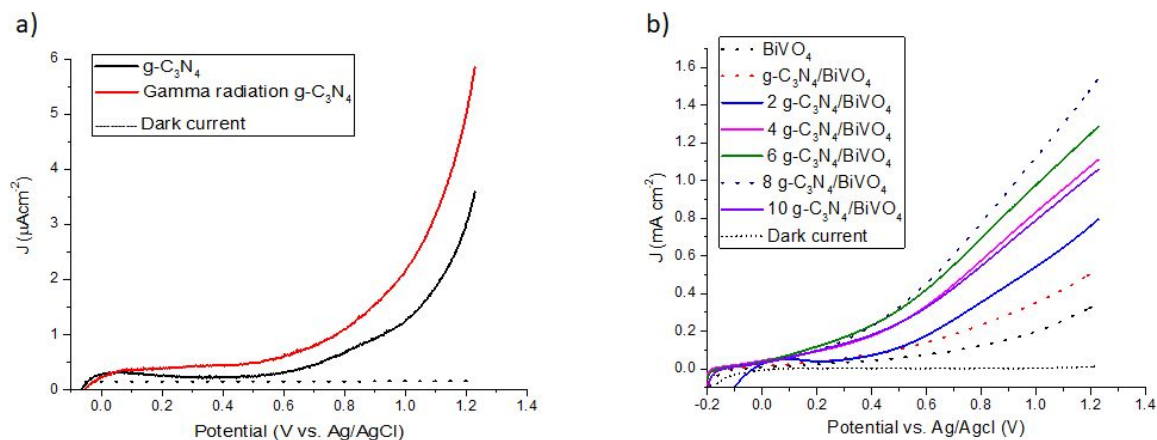 a)
g-C₃N₄
Gamma radiation g-C₃N₄
Dark current
6
5
4
3
2
1
0
J (µAcm⁻²)
0.0 0.2 0.4 0.6 0.8 1.0 1.2 1.4
Potential (V vs. Ag/AgCl)
b)
BiVO₄
g-C₃N₄/BiVO₄
2 g-C₃N₄/BiVO₄
4 g-C₃N₄/BiVO₄
6 g-C₃N₄/BiVO₄
8 g-C₃N₄/BiVO₄
10 g-C₃N₄/BiVO₄
Dark current
1.6
1.4
1.2
1.0
0.8
0.6
0.4
0.2
0.0
J (mA cm⁻²)
-0.2 0.0 0.2 0.4 0.6 0.8 1.0 1.2 1.4
Potential vs. Ag/Agcl (V)